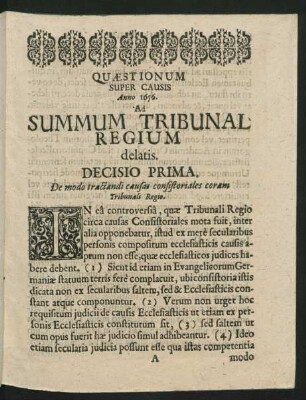 QUÆSTIONUM
SUPER CAUSIS
Anno 1656.
Ad
SUMMUM TRIBUNAL
REGIUM
delatis.
DECISIO PRIMA.
De modo tractandi causas consistoriales coram
Tribunali Regio.
IN eâ controversiâ, quæ Tribunali Regio
circa causas Consistoriales mota fuit, inter
alia opponebatur, istud ex merè secularibus
personis compositum ecclesiasticis causis a-
ptum non esse, quæ ecclesiasticos judices ha-
bere debent. (1) Sicut id etiam in Evangelicorum Ger-
maniæ statuum terris ferè complacuit, ubi consistoria istis
dicata non ex secularibus saltem, sed & Ecclesiasticis con-
stant atque componuntur. (2) Verum non urget hoc
requisitum judicii de causis Ecclesiasticis ut etiam ex per-
sonis Ecclesiasticis constitutum sit, (3) sed saltem ut
cum opus fuerit hæ judicio simul adhibeantur. (4) Ideo
etiam secularia judicia possunt esse qua istas competentia
A modo